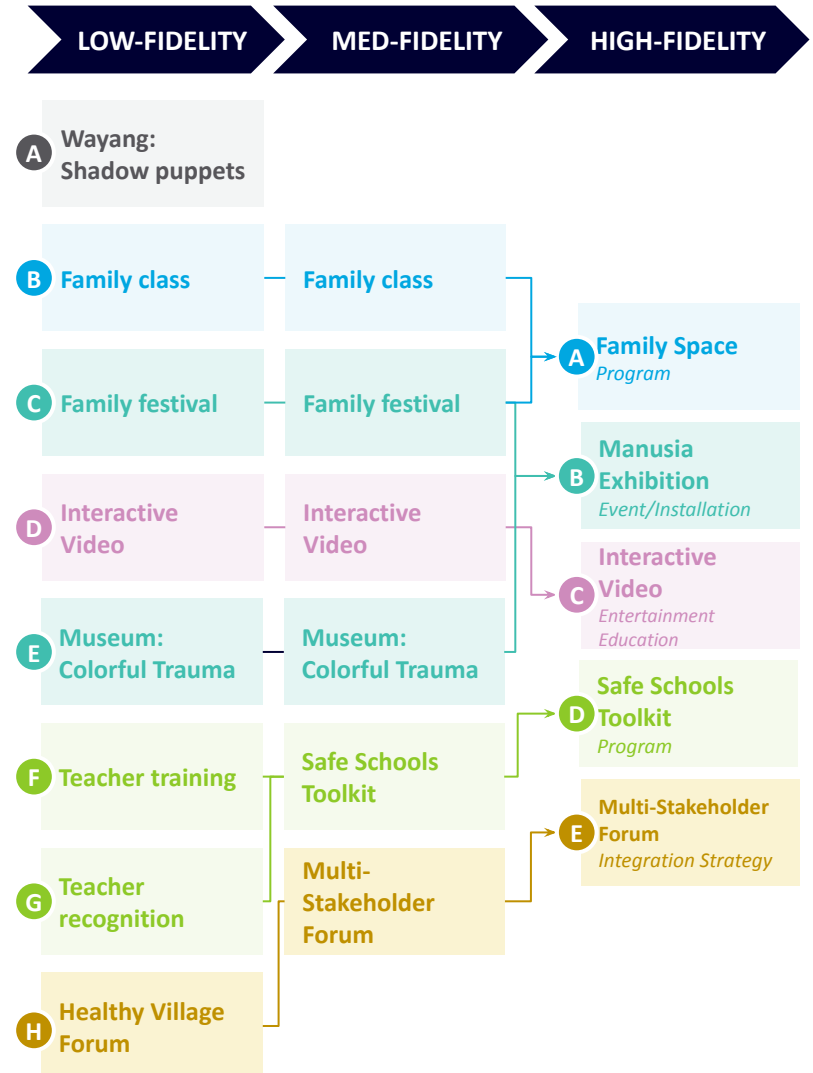 LOW-FIDELITY
MED-FIDELITY
HIGH-FIDELITY
A
Wayang:
Shadow puppets
B
Family class
Family class
A
Family Space
Program
C
Family festival
Family festival
B
Manusia
Exhibition
Event/Installation
D
Interactive
Video
Interactive
Video
C
Interactive
Video
Entertainment
Education
E
Museum:
Colorful Trauma
Museum:
Colorful Trauma
D
Safe Schools
Toolkit
Program
F
Teacher training
Safe Schools
Toolkit
E
Multi-Stakeholder
Forum
Integration Strategy
G
Teacher
recognition
Multi-
Stakeholder
Forum
H
Healthy Village
Forum